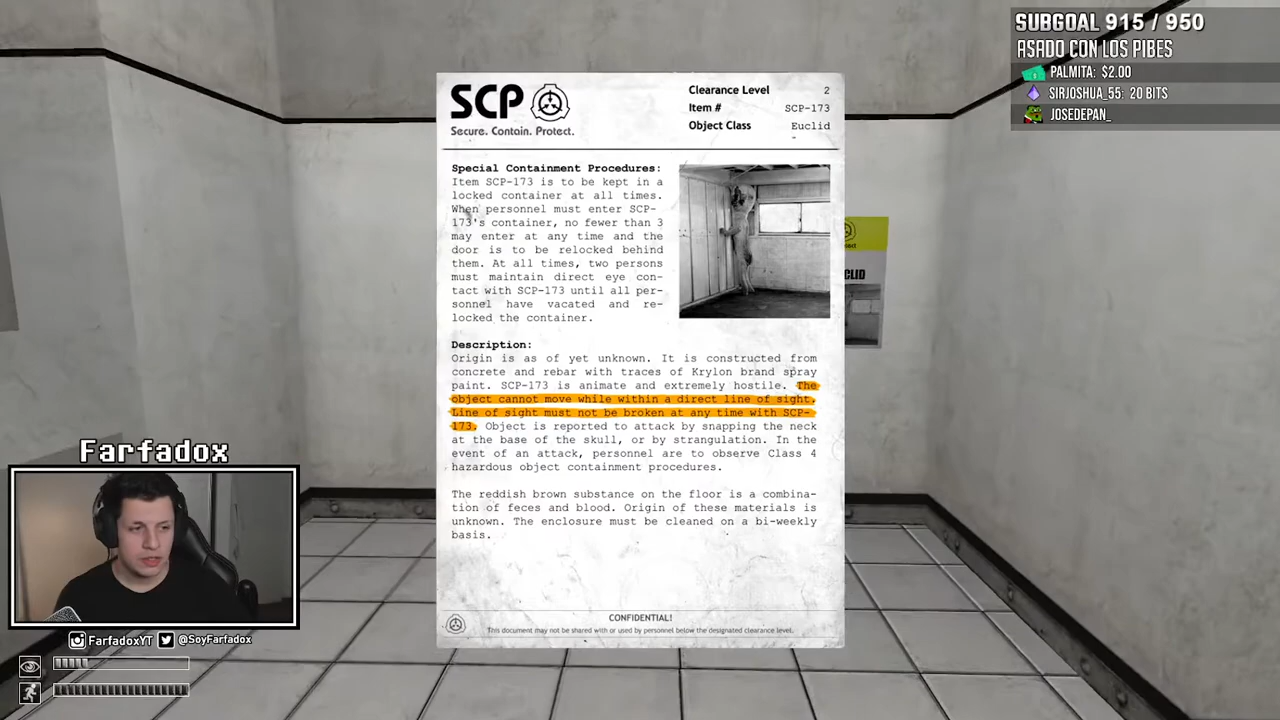 SUBGOAL 915 / 950
ASADO CON LOS PIBES
PALMITA: $2.00
SIRJOSHUA_55: 20 BITS
JOSEDEPAN_
SCP
Secure. Contain. Protect.
Clearance Level 2
Item # SCP-173
Object Class Euclid
-
Special Containment Procedures:
Item SCP-173 is to be kept in a
locked container at all times.
When personnel must enter SCP-
173's container, no fewer than 3
may enter at any time and the
door is to be relocked behind
them. At all times, two persons
must maintain direct eye con-
tact with SCP-173 until all per-
sonnel have vacated and re-
locked the container.
Description:
Origin is as of yet unknown. It is constructed from
concrete and rebar with traces of Krylon brand spray
paint. SCP-173 is animate and extremely hostile. The
object cannot move while within a direct line of sight.
Line of sight must not be broken at any time with SCP-
173. Object is reported to attack by snapping the neck
at the base of the skull, or by strangulation. In the
event of an attack, personnel are to observe Class 4
hazardous object containment procedures.
The reddish brown substance on the floor is a combina-
tion of feces and blood. Origin of these materials is
unknown. The enclosure must be cleaned on a bi-weekly
basis.
CONFIDENTIAL!
This document may not be shared with or used by personnel below the designated clearance level.
CLID
Farfadox
FarfadoxYT @SoyFarfadox